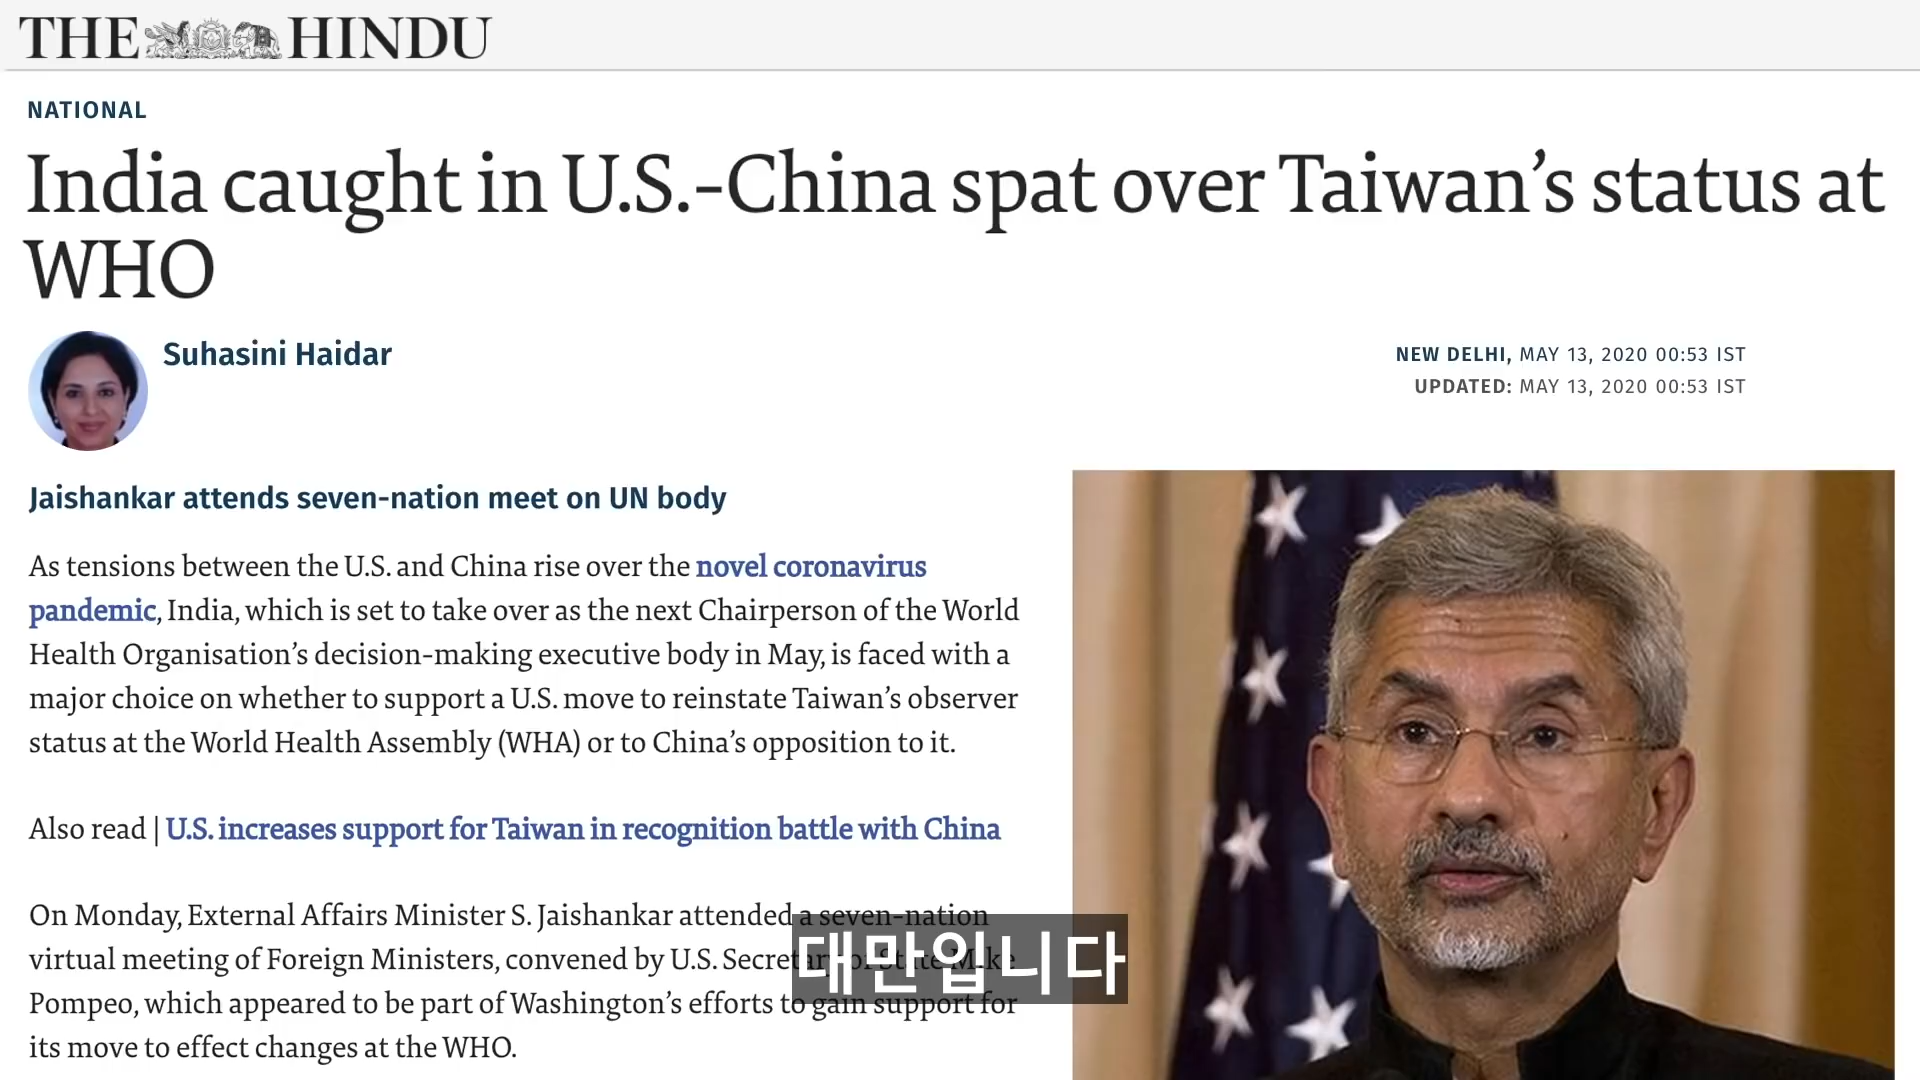 THE HINDU
NATIONAL
India caught in U.S.-China spat over Taiwan’s status at
WHO
Suhasini Haidar
NEW DELHI, MAY 13, 2020 00:53 IST
UPDATED: MAY 13, 2020 00:53 IST
Jaishankar attends seven-nation meet on UN body
As tensions between the U.S. and China rise over the novel coronavirus
pandemic, India, which is set to take over as the next Chairperson of the World
Health Organisation’s decision-making executive body in May, is faced with a
major choice on whether to support a U.S. move to reinstate Taiwan’s observer
status at the World Health Assembly (WHA) or to China’s opposition to it.
Also read | U.S. increases support for Taiwan in recognition battle with China
On Monday, External Affairs Minister S. Jaishankar attended a seven-nation
virtual meeting of Foreign Ministers, convened by U.S. Secretary of State Mike
Pompeo, which appeared to be part of Washington’s efforts to gain support for
its move to effect changes at the WHO.
대만입니다